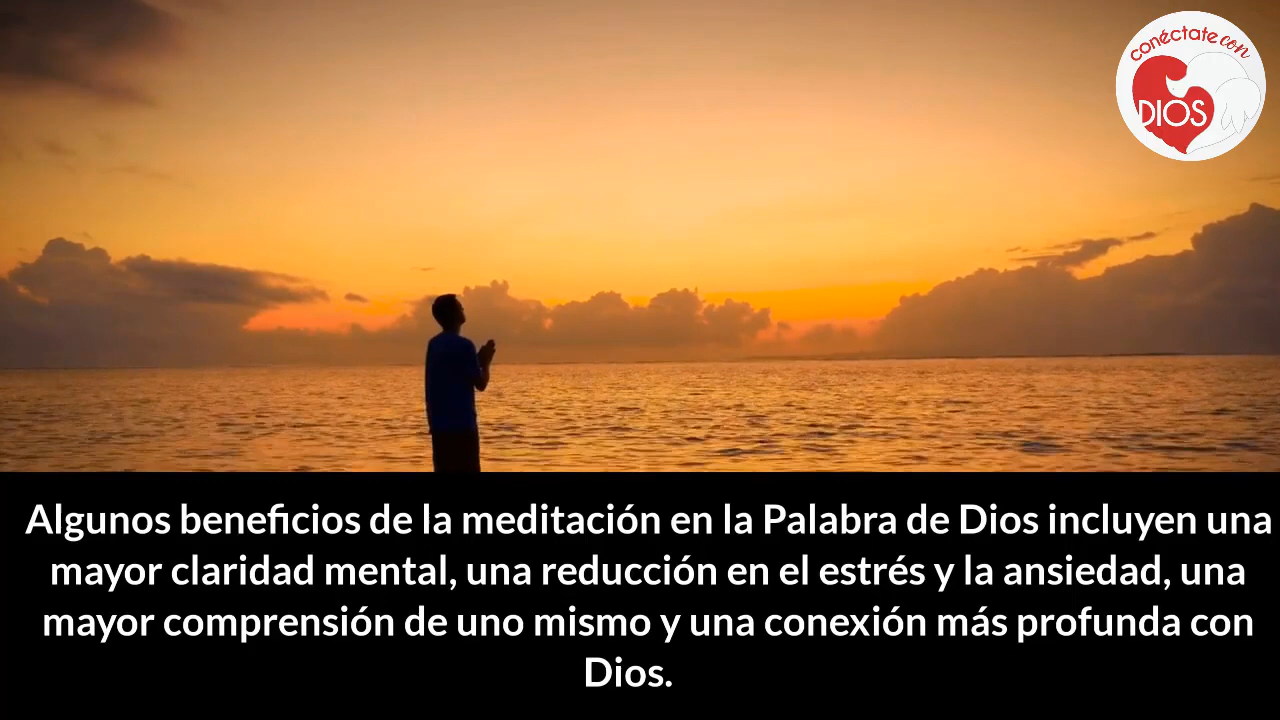 conéctate con
DIOS
Algunos beneficios de la meditación en la Palabra de Dios incluyen una
mayor claridad mental, una reducción en el estrés y la ansiedad, una
mayor comprensión de uno mismo y una conexión más profunda con
Dios.